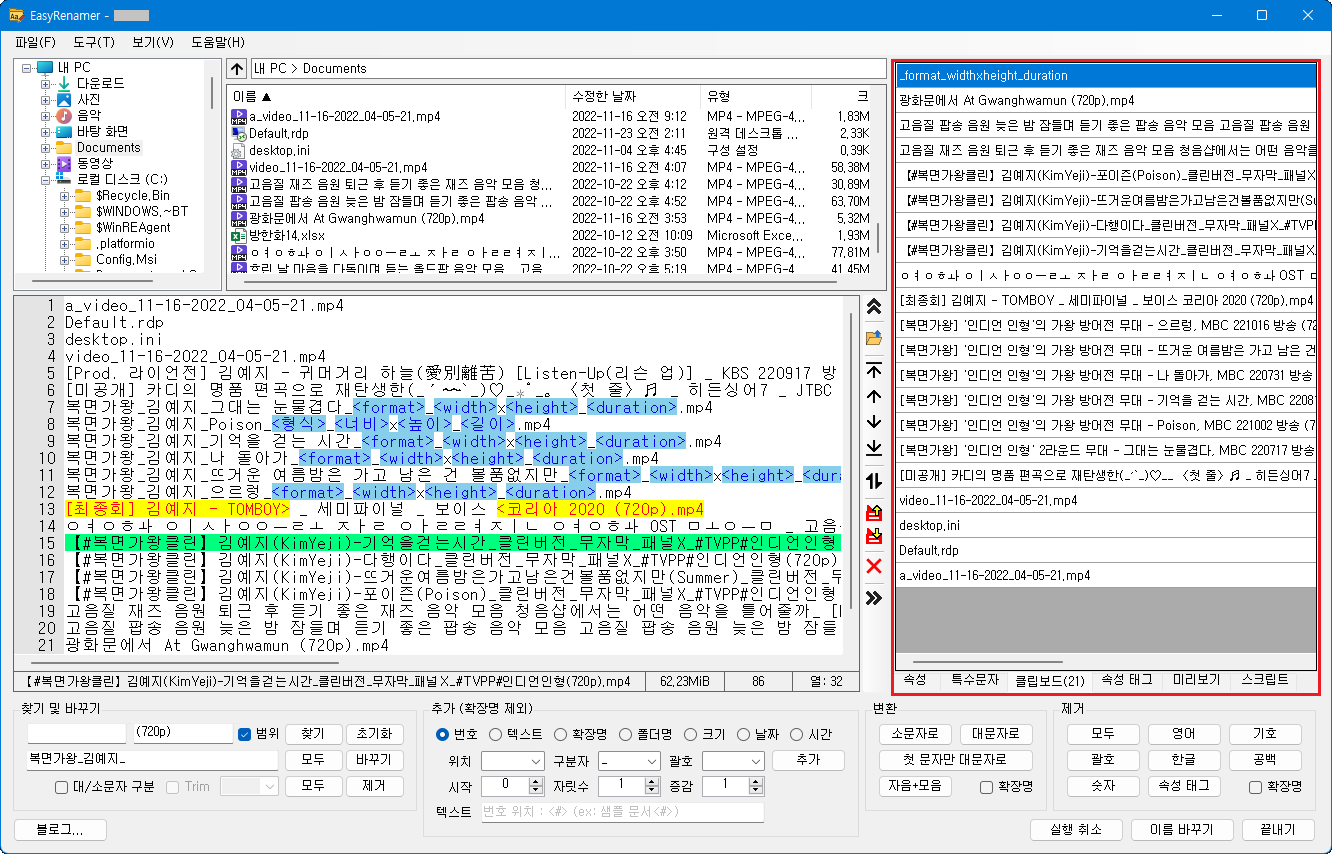 EasyRenamer -
파일(F) 도구(T) 보기(V) 도움말(H)
내 PC
다운로드
사진
음악
바탕 화면
Documents
동영상
로컬 디스크 (C:)
$Recycle.Bin
$WINDOWS.~BT
$WinREAgent
.platformio
Config.Msi
내 PC > Documents
이름 ▲ 수정한 날짜 유형 크
a_video_11-16-2022_04-05-21.mp4 2022-11-16 오전 9:12 MP4 - MPEG-4... 1.83M
Default.rdp 2022-11-23 오전 2:11 원격 데스크톱 ... 2.33K
desktop.ini 2022-11-04 오후 4:45 구성 설정 0.39K
video_11-16-2022_04-05-21.mp4 2022-11-16 오후 4:07 MP4 - MPEG-4... 58.38M
고음질 재즈 음원 퇴근 후 듣기 좋은 재즈 음악 모음 청... 2022-10-22 오후 4:12 MP4 - MPEG-4... 30.89M
고음질 팝송 음원 늦은 밤 잠들며 듣기 좋은 팝송 음악 ... 2022-10-22 오후 4:52 MP4 - MPEG-4... 63.70M
광화문에서 At Gwanghwamun (720p).mp4 2022-11-16 오후 3:53 MP4 - MPEG-4... 5.32M
방한화14.xlsx 2022-10-12 오전 10:09 Microsoft Exce... 1.93M
ㅇㅕㅇㅎㅘ ㅇㅣㅅㅏㅇㅇㅡㄹㅗ ㅈㅏㄹ ㅇㅏㄹㄹㅕㅈㅣ... 2022-10-22 오후 3:50 MP4 - MPEG-4... 77.81M
흐린 날 마음을 다독이며 듣는 올드팝 음악 모음 _ 고음... 2022-10-22 오후 5:19 MP4 - MPEG-4... 41.45M
1 a_video_11-16-2022_04-05-21.mp4
2 Default.rdp
3 desktop.ini
4 video_11-16-2022_04-05-21.mp4
5 [Prod. 라이언전] 김예지 - 귀머거리 하늘(愛別離苦) [Listen-Up(리슨 업)] _ KBS 220917 방
6 [미공개] 카디의 명품 편곡으로 재탄생한( 〈첫 줄〉♬ _ 히든싱어7 _ JTBC
7 복면가왕_김예지_그대는 눈물겹다_<format>_<width>x<height>_<duration>.mp4
8 복면가왕_김예지_Poison_<형식>_<너비>x<높이>_<길이>.mp4
9 복면가왕_김예지_기억을 걷는 시간_<format>_<width>x<height>_<duration>.mp4
10 복면가왕_김예지_나 돌아가_<format>_<width>x<height>_<duration>.mp4
11 복면가왕_김예지_뜨거운 여름밤은 가고 남은 건 볼품없지만_<format>_<width>x<height>_<dura
12 복면가왕_김예지_으르렁_<format>_<width>x<height>_<duration>.mp4
13 [최종회] 김예지 - TOMBOY> _ 세미파이널 _ 보이스 <코리아 2020 (720p).mp4
14 ㅇㅕㅇㅎㅘ ㅇㅣㅅㅏㅇㅇㅡㄹㅗ ㅈㅏㄹ ㅇㅏㄹㄹㅕㅈㅣㄴ ㅇㅕㅇㅎㅘ OST ㅁㅗㅇㅡㅁ _ 고음
15 【#복면가왕클린】김예지(KimYeji)-기억을걷는시간_클린버전_무자막_패널X_#TVPP#인디언인형
16 【#복면가왕클린】김예지(KimYeji)-다행이다_클린버전_무자막_패널X_#TVPP#인디언인형(720p)
17 【#복면가왕클린】김예지(KimYeji)-뜨거운여름밤은가고남은건볼품없지만(Summer)_클린버전_무
18 【#복면가왕클린】김예지(KimYeji)-포이즌(Poison)_클린버전_무자막_패널X_#TVPP#인디언인형
19 고음질 재즈 음원 퇴근 후 듣기 좋은 재즈 음악 모음 청음샵에서는 어떤 음악을 틀어줄까_ [
20 고음질 팝송 음원 늦은 밤 잠들며 듣기 좋은 팝송 음악 모음 고음질 팝송 음원 늦은 밤 잠들
21 광화문에서 At Gwanghwamun (720p).mp4
【#복면가왕클린】김예지(KimYeji)-기억을걷는시간_클린버전_무자막_패널X_#TVPP#인디언인형(720p).mp4 62.23MiB 86 열: 32
_format_widthxheight_duration
광화문에서 At Gwanghwamun (720p).mp4
고음질 팝송 음원 늦은 밤 잠들며 듣기 좋은 팝송 음악 모음 고음질 팝송 음원
고음질 재즈 음원 퇴근 후 듣기 좋은 재즈 음악 모음 청음샵에서는 어떤 음악을
【#복면가왕클린】김예지(KimYeji)-포이즌(Poison)_클린버전_무자막_패널X
【#복면가왕클린】김예지(KimYeji)-뜨거운여름밤은가고남은건볼품없지만(Su
【#복면가왕클린】김예지(KimYeji)-다행이다_클린버전_무자막_패널X_#TVPI
【#복면가왕클린】김예지(KimYeji)-기억을걷는시간_클린버전_무자막_패널X
ㅇㅕㅇㅎㅘ ㅇㅣㅅㅏㅇㅇㅡㄹㅗ ㅈㅏㄹ ㅇㅏㄹㄹㅕㅈㅣㄴ ㅇㅕㅇㅎㅘ OST ㅁ
[최종회] 김예지 - TOMBOY _ 세미파이널 _ 보이스 코리아 2020 (720p).mp4
[복면가왕] '인디언 인형'의 가왕 방어전 무대 - 으르렁, MBC 221016 방송 (72
[복면가왕] '인디언 인형'의 가왕 방어전 무대 - 뜨거운 여름밤은 가고 남은 건
[복면가왕] '인디언 인형'의 가왕 방어전 무대 - 나 돌아가, MBC 220731 방송
[복면가왕] '인디언 인형'의 가왕 방어전 무대 - 기억을 걷는 시간, MBC 2208
[복면가왕] '인디언 인형'의 가왕 방어전 무대 - Poison, MBC 221002 방송 (7
[복면가왕] '인디언 인형' 2라운드 무대 - 그대는 눈물겹다, MBC 220717 방송
[미공개] 카디의 명품 편곡으로 재탄생한(_´`_)♡__ 〈첫 줄〉♬ _ 히든싱어7
video_11-16-2022_04-05-21.mp4
desktop.ini
Default.rdp
a_video_11-16-2022_04-05-21.mp4
속성 특수문자 클립보드(21) 속성 태그 미리보기 스크립트
찾기 및 바꾸기
(720p) 범위 찾기 초기화
복면가왕_김예지_ 모두 바꾸기
대/소문자 구분 Trim 모두 제거
추가 (확장명 제외)
번호 텍스트 확장명 폴더명 크기 날짜 시간
위치 구분자 _ 괄호 추가
시작 0 자릿수 1 증감 1
텍스트 번호 위치 : <#> (ex: 샘플 문서<#>)
변환
소문자로 대문자로
첫 문자만 대문자로
자음+모음 확장명
제거
모두 영어 기호
괄호 한글 공백
숫자 속성 태그 확장명
블로그... 실행 취소 이름 바꾸기 끝내기